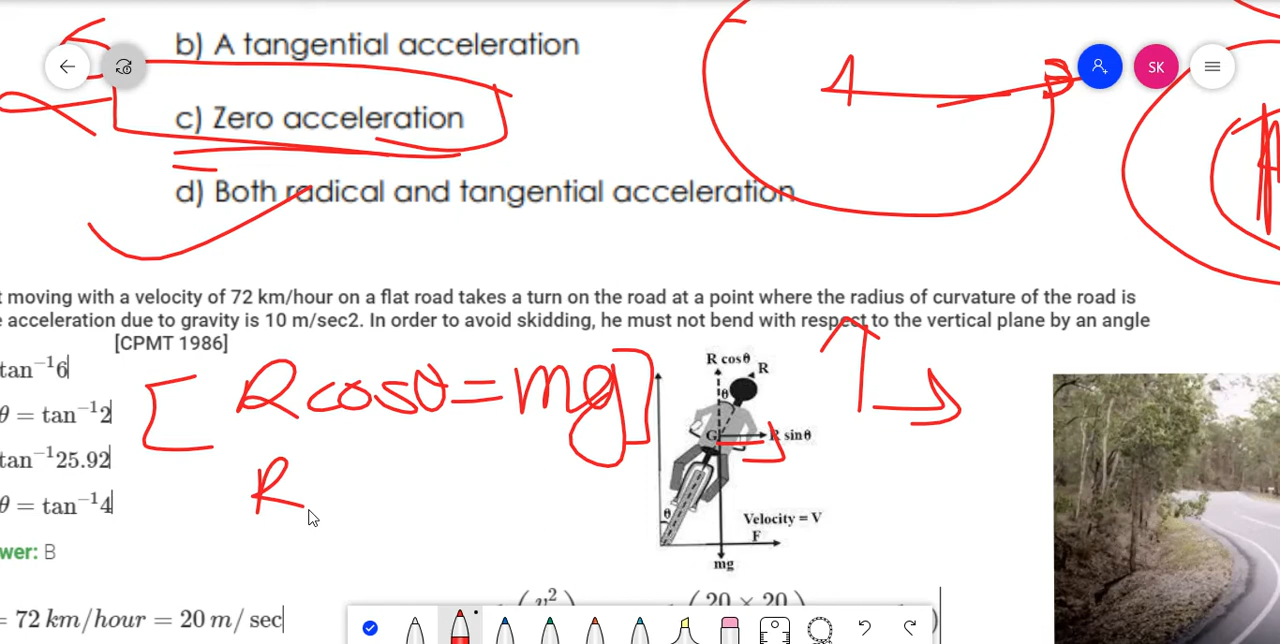 b) A tangential acceleration
SK
c) Zero acceleration
d) Both radical and tangential acceleration
moving with a velocity of 72 km/hour on a flat road takes a turn on the road at a point where the radius of curvature of the road is
acceleration due to gravity is 10 m/sec2. In order to avoid skidding, he must not bend with respect to the vertical plane by an angle
[CPMT 1986]
tan⁻¹6
θ = tan⁻¹2
tan⁻¹25.92
θ = tan⁻¹4
[R cosθ = mg]
R
R cosθ
R
θ
G
R sinθ
θ
Velocity = V
F
mg
wer: B
= 72 km/hour = 20 m/sec
v²
20 × 20